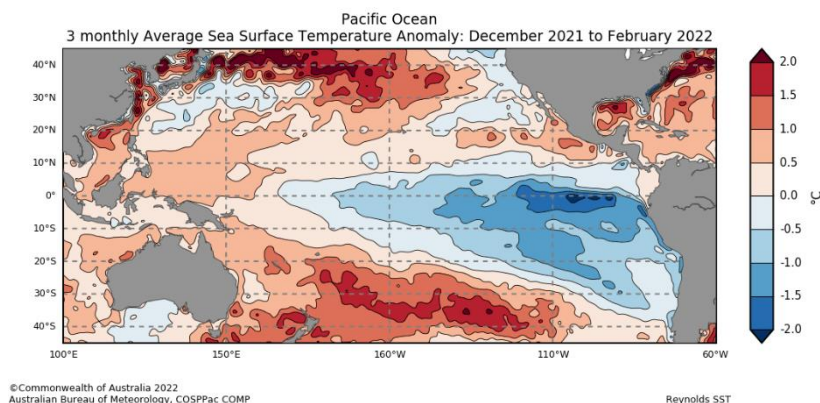 Pacific Ocean
3 monthly Average Sea Surface Temperature Anomaly: December 2021 to February 2022
40°N
30°N
20°N
10°N
0°
10°S
20°S
30°S
40°S
100°E
150°E
160°W
110°W
60°W
2.0
1.5
1.0
0.5
0.0
-0.5
-1.0
-1.5
-2.0
°C
©Commonwealth of Australia 2022
Australian Bureau of Meteorology, COSPPac COMP
Reynolds SST